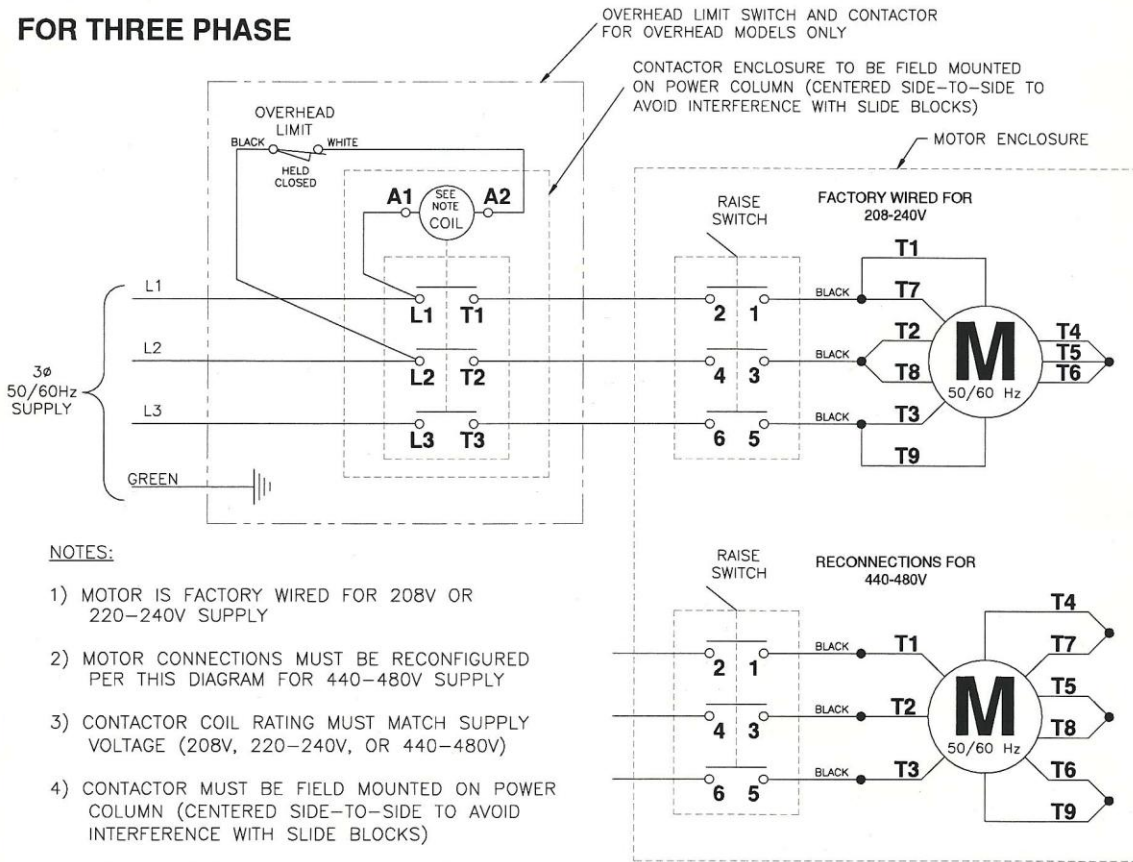 FOR THREE PHASE
OVERHEAD LIMIT SWITCH AND CONTACTOR
FOR OVERHEAD MODELS ONLY
CONTACTOR ENCLOSURE TO BE FIELD MOUNTED
ON POWER COLUMN (CENTERED SIDE-TO-SIDE TO
AVOID INTERFERENCE WITH SLIDE BLOCKS)
MOTOR ENCLOSURE
OVERHEAD
LIMIT
BLACK
WHITE
HELD
CLOSED
A1
SEE
NOTE
COIL
A2
RAISE
SWITCH
FACTORY WIRED FOR
208-240V
3ø
50/60Hz
SUPPLY
L1
L1 T1
2 1
BLACK
T1
T7
L2
L2 T2
4 3
BLACK
T2
T8
L3
L3 T3
6 5
BLACK
T3
T9
M
50/60 Hz
T4
T5
T6
GREEN
NOTES:
1) MOTOR IS FACTORY WIRED FOR 208V OR
220-240V SUPPLY
2) MOTOR CONNECTIONS MUST BE RECONFIGURED
PER THIS DIAGRAM FOR 440-480V SUPPLY
3) CONTACTOR COIL RATING MUST MATCH SUPPLY
VOLTAGE (208V, 220-240V, OR 440-480V)
4) CONTACTOR MUST BE FIELD MOUNTED ON POWER
COLUMN (CENTERED SIDE-TO-SIDE TO AVOID
INTERFERENCE WITH SLIDE BLOCKS)
RAISE
SWITCH
RECONNECTIONS FOR
440-480V
2 1
BLACK
T1
4 3
BLACK
T2
6 5
BLACK
T3
M
50/60 Hz
T4
T7
T5
T8
T6
T9